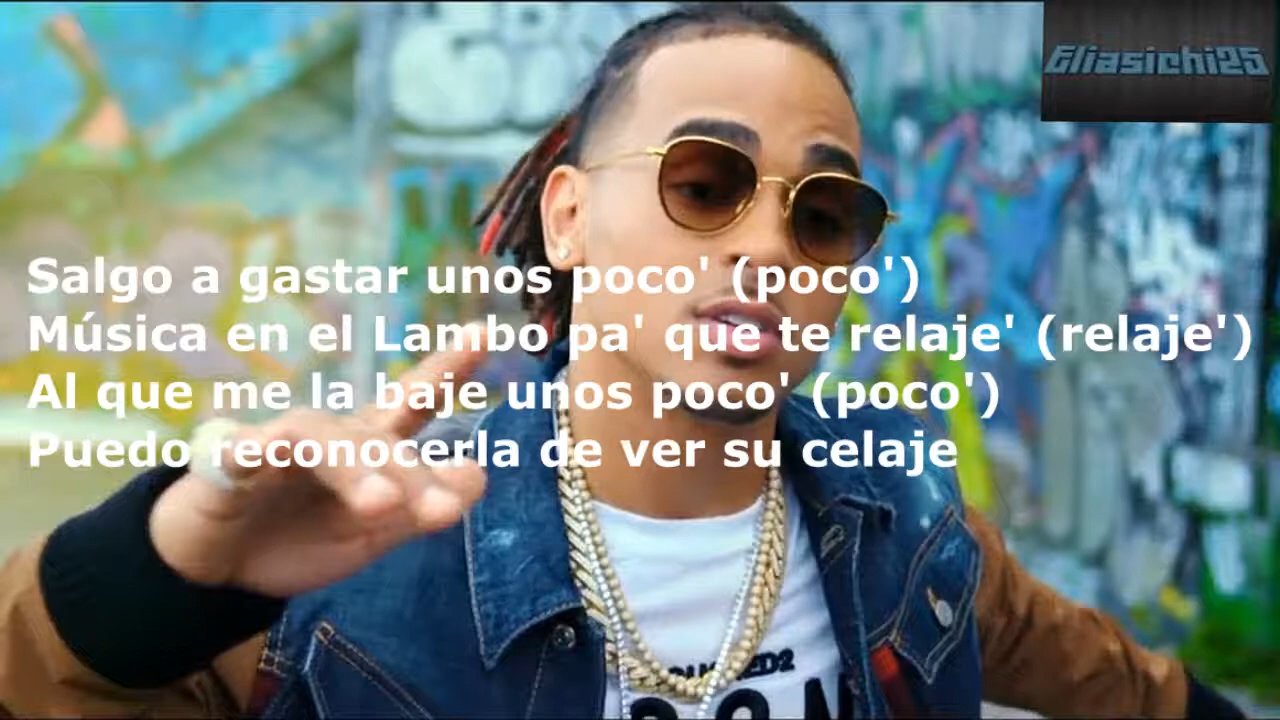 Eliasichi25
Salgo a gastar unos poco' (poco')
Música en el Lambo pa' que te relaje' (relaje')
Al que me la baje unos poco' (poco')
Puedo reconocerla de ver su celaje